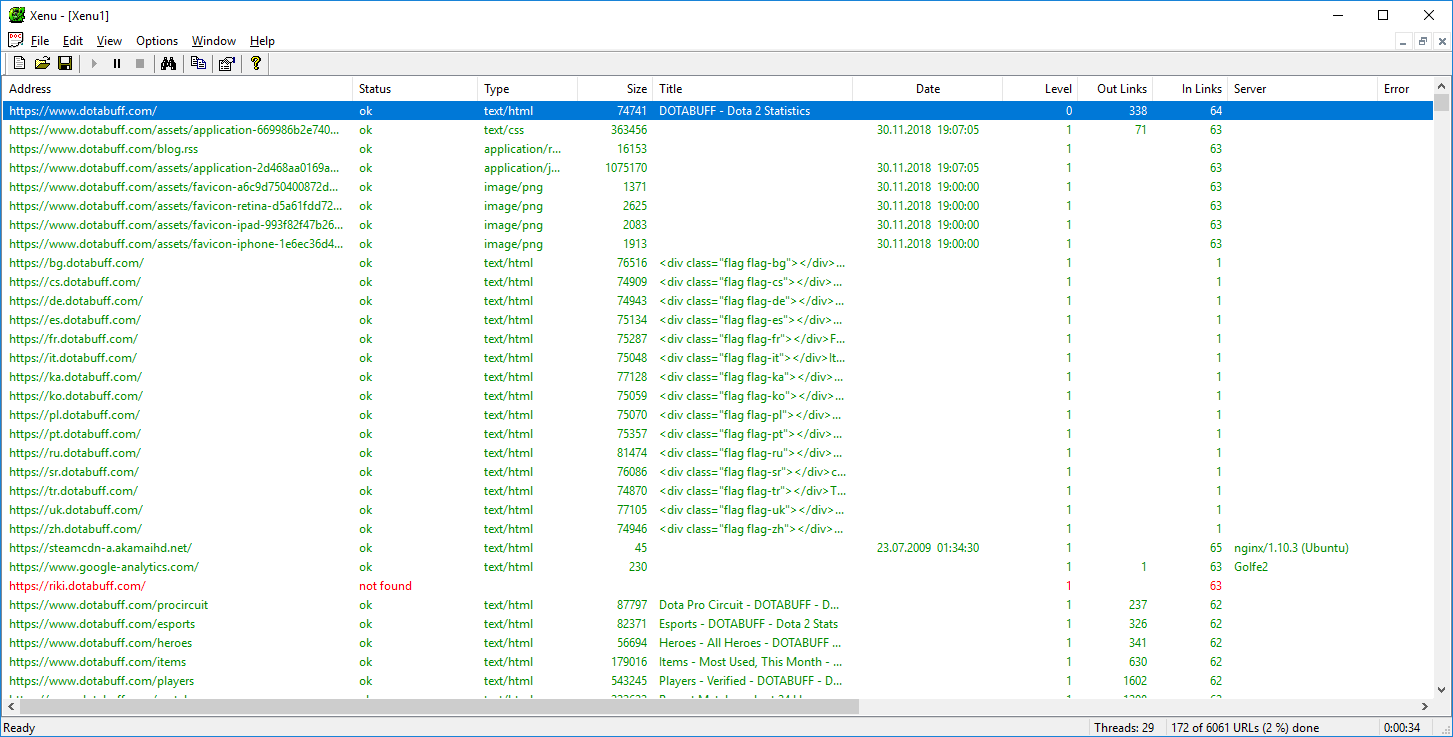 Xenu - [Xenu1]
File Edit View Options Window Help
Address Status Type Size Title Date Level Out Links In Links Server Error
https://www.dotabuff.com/ ok text/html 74741 DOTABUFF - Dota 2 Statistics 0 338 64
https://www.dotabuff.com/assets/application-669986b2e740... ok text/css 363456 30.11.2018 19:07:05 1 71 63
https://www.dotabuff.com/blog.rss ok application/r... 16153 1 63
https://www.dotabuff.com/assets/application-2d468aa0169a... ok application/j... 1075170 30.11.2018 19:07:05 1 63
https://www.dotabuff.com/assets/favicon-a6c9d750400872d... ok image/png 1371 30.11.2018 19:00:00 1 63
https://www.dotabuff.com/assets/favicon-retina-d5a61fdd72... ok image/png 2625 30.11.2018 19:00:00 1 63
https://www.dotabuff.com/assets/favicon-ipad-993f82f47b26... ok image/png 2083 30.11.2018 19:00:00 1 63
https://www.dotabuff.com/assets/favicon-iphone-1e6ec36d4... ok image/png 1913 30.11.2018 19:00:00 1 63
https://bg.dotabuff.com/ ok text/html 76516 <div class="flag flag-bg"></div>... 1 1
https://cs.dotabuff.com/ ok text/html 74909 <div class="flag flag-cs"></div>... 1 1
https://de.dotabuff.com/ ok text/html 74943 <div class="flag flag-de"></div>... 1 1
https://es.dotabuff.com/ ok text/html 75134 <div class="flag flag-es"></div>... 1 1
https://fr.dotabuff.com/ ok text/html 75287 <div class="flag flag-fr"></div>F... 1 1
https://it.dotabuff.com/ ok text/html 75048 <div class="flag flag-it"></div>It... 1 1
https://ka.dotabuff.com/ ok text/html 77128 <div class="flag flag-ka"></div>... 1 1
https://ko.dotabuff.com/ ok text/html 75059 <div class="flag flag-ko"></div>... 1 1
https://pl.dotabuff.com/ ok text/html 75070 <div class="flag flag-pl"></div>... 1 1
https://pt.dotabuff.com/ ok text/html 75357 <div class="flag flag-pt"></div>... 1 1
https://ru.dotabuff.com/ ok text/html 81474 <div class="flag flag-ru"></div>... 1 1
https://sr.dotabuff.com/ ok text/html 76086 <div class="flag flag-sr"></div>c... 1 1
https://tr.dotabuff.com/ ok text/html 74870 <div class="flag flag-tr"></div>T... 1 1
https://uk.dotabuff.com/ ok text/html 77105 <div class="flag flag-uk"></div>... 1 1
https://zh.dotabuff.com/ ok text/html 74946 <div class="flag flag-zh"></div>... 1 1
https://steamcdn-a.akamaihd.net/ ok text/html 45 23.07.2009 01:34:30 1 65 nginx/1.10.3 (Ubuntu)
https://www.google-analytics.com/ ok text/html 230 1 1 63 Golfe2
https://riki.dotabuff.com/ not found 1 63
https://www.dotabuff.com/procircuit ok text/html 87797 Dota Pro Circuit - DOTABUFF - D... 1 237 62
https://www.dotabuff.com/esports ok text/html 82371 Esports - DOTABUFF - Dota 2 Stats 1 326 62
https://www.dotabuff.com/heroes ok text/html 56694 Heroes - All Heroes - DOTABUFF ... 1 341 62
https://www.dotabuff.com/items ok text/html 179016 Items - Most Used, This Month - ... 1 630 62
https://www.dotabuff.com/players ok text/html 543245 Players - Verified - DOTABUFF - D... 1 1602 62
Ready Threads: 29 172 of 6061 URLs (2 %) done 0:00:34